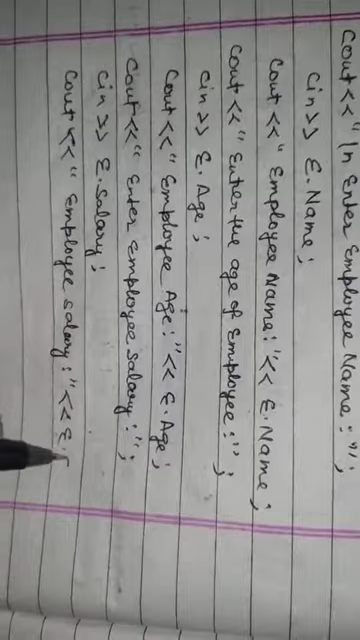 Cout << "\n Enter Employee Name: ";
Cin >> E.Name;
Cout << " Employee Name: " << E.Name;
Cout << " Enter the age of Employee: ";
Cin >> E.Age;
Cout << " Employee Age: " << E.Age;
Cout << " Enter Employee Salary: ";
Cin >> E.Salary;
Cout << " Employee salary: " << E.